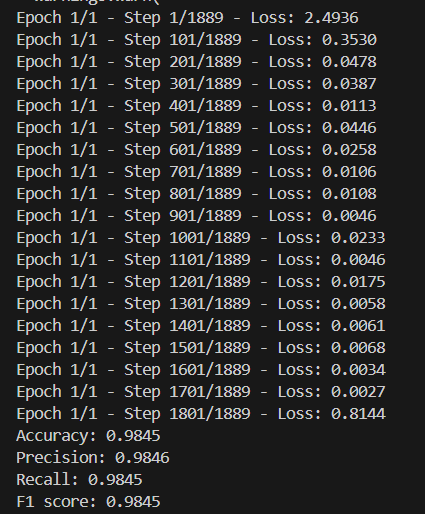 Epoch 1/1 - Step 1/1889 - Loss: 2.4936
Epoch 1/1 - Step 101/1889 - Loss: 0.3530
Epoch 1/1 - Step 201/1889 - Loss: 0.0478
Epoch 1/1 - Step 301/1889 - Loss: 0.0387
Epoch 1/1 - Step 401/1889 - Loss: 0.0113
Epoch 1/1 - Step 501/1889 - Loss: 0.0446
Epoch 1/1 - Step 601/1889 - Loss: 0.0258
Epoch 1/1 - Step 701/1889 - Loss: 0.0106
Epoch 1/1 - Step 801/1889 - Loss: 0.0108
Epoch 1/1 - Step 901/1889 - Loss: 0.0046
Epoch 1/1 - Step 1001/1889 - Loss: 0.0233
Epoch 1/1 - Step 1101/1889 - Loss: 0.0046
Epoch 1/1 - Step 1201/1889 - Loss: 0.0175
Epoch 1/1 - Step 1301/1889 - Loss: 0.0058
Epoch 1/1 - Step 1401/1889 - Loss: 0.0061
Epoch 1/1 - Step 1501/1889 - Loss: 0.0068
Epoch 1/1 - Step 1601/1889 - Loss: 0.0034
Epoch 1/1 - Step 1701/1889 - Loss: 0.0027
Epoch 1/1 - Step 1801/1889 - Loss: 0.8144
Accuracy: 0.9845
Precision: 0.9846
Recall: 0.9845
F1 score: 0.9845